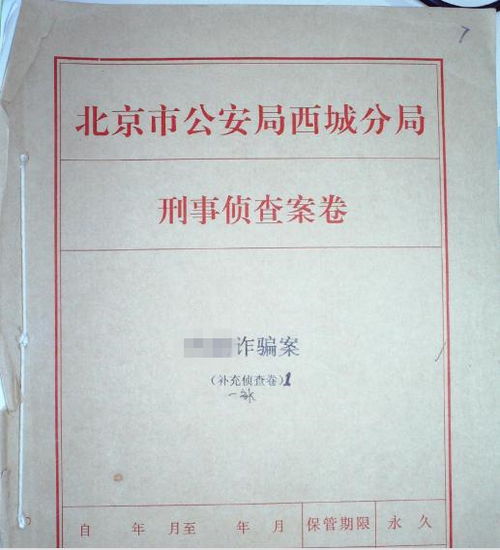 7
北京市公安局西城分局
刑事侦查案卷
诈骗案
(补充侦查卷)1
一补
自 年 月至 年 月 保管期限 永久